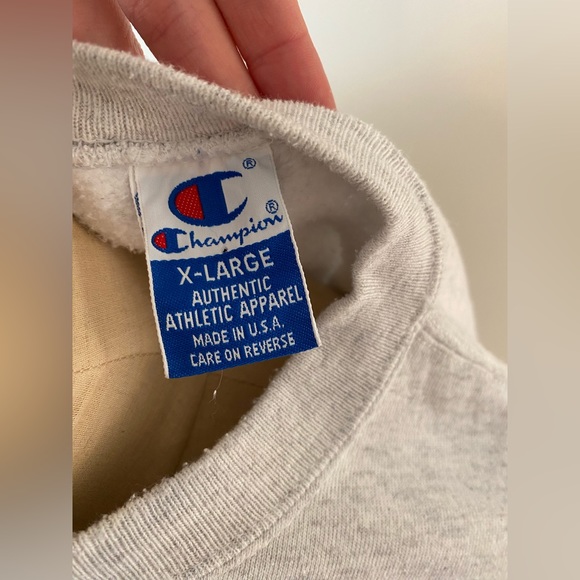 ®
Champion®
X-LARGE
AUTHENTIC
ATHLETIC APPAREL
MADE IN U.S.A.
CARE ON REVERSE